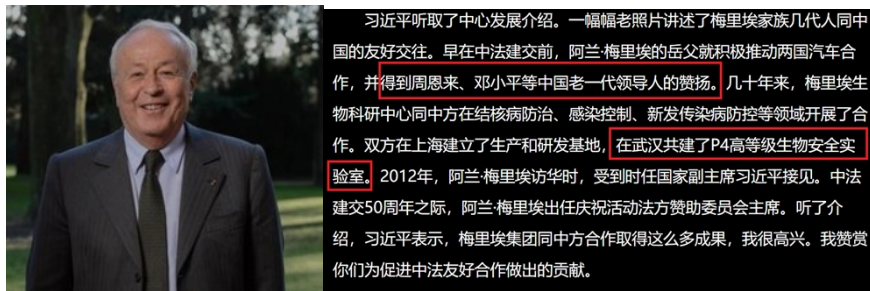 习近平听取了中心发展介绍。一幅幅老照片讲述了梅里埃家族几代人同中
国的友好交往。早在中法建交前，阿兰·梅里埃的岳父就积极推动两国汽车合
作，并得到周恩来、邓小平等中国老一代领导人的赞扬。几十年来，梅里埃生
物科研中心同中方在结核病防治、感染控制、新发传染病防控等领域开展了合
作。双方在上海建立了生产和研发基地，在武汉共建了P4高等级生物安全实
验室。2012年，阿兰·梅里埃访华时，受到时任国家副主席习近平接见。中法
建交50周年之际，阿兰·梅里埃出任庆祝活动法方赞助委员会主席。听了介
绍，习近平表示，梅里埃集团同中方合作取得这么多成果，我很高兴。我赞赏
你们为促进中法友好合作做出的贡献。